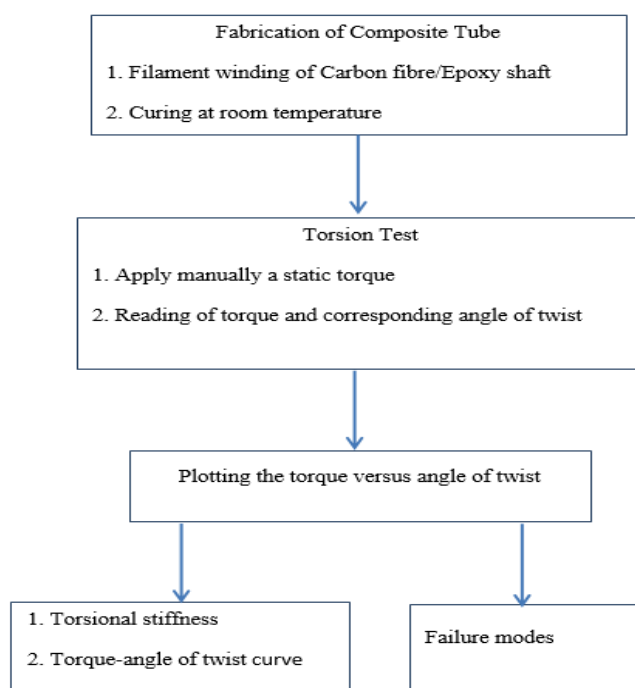 Fabrication of Composite Tube
1. Filament winding of Carbon fibre/Epoxy shaft
2. Curing at room temperature
Torsion Test
1. Apply manually a static torque
2. Reading of torque and corresponding angle of twist
Plotting the torque versus angle of twist
1. Torsional stiffness
2. Torque-angle of twist curve
Failure modes